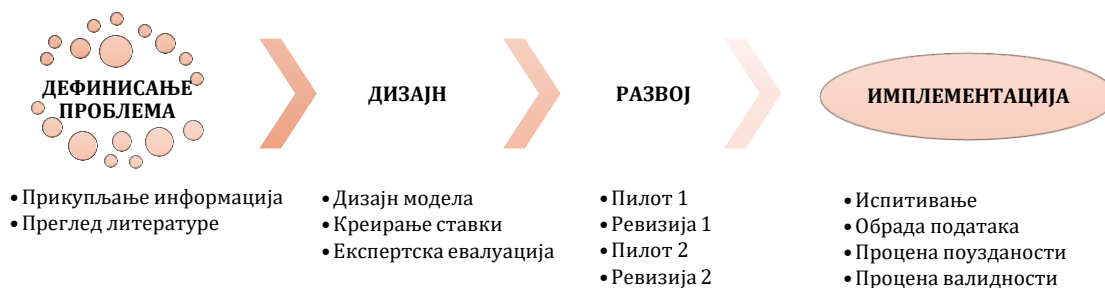 ДЕФИНИСАЊЕ
ПРОБЛЕМА
ДИЗАЈН
РАЗВОЈ
ИМПЛЕМЕНТАЦИЈА
•Прикупљање информација
•Преглед литературе
•Дизајн модела
•Креирање ставки
•Експертска евалуација
•Пилот 1
•Ревизија 1
•Пилот 2
•Ревизија 2
•Испитивање
•Обрада података
•Процена поузданости
•Процена валидности